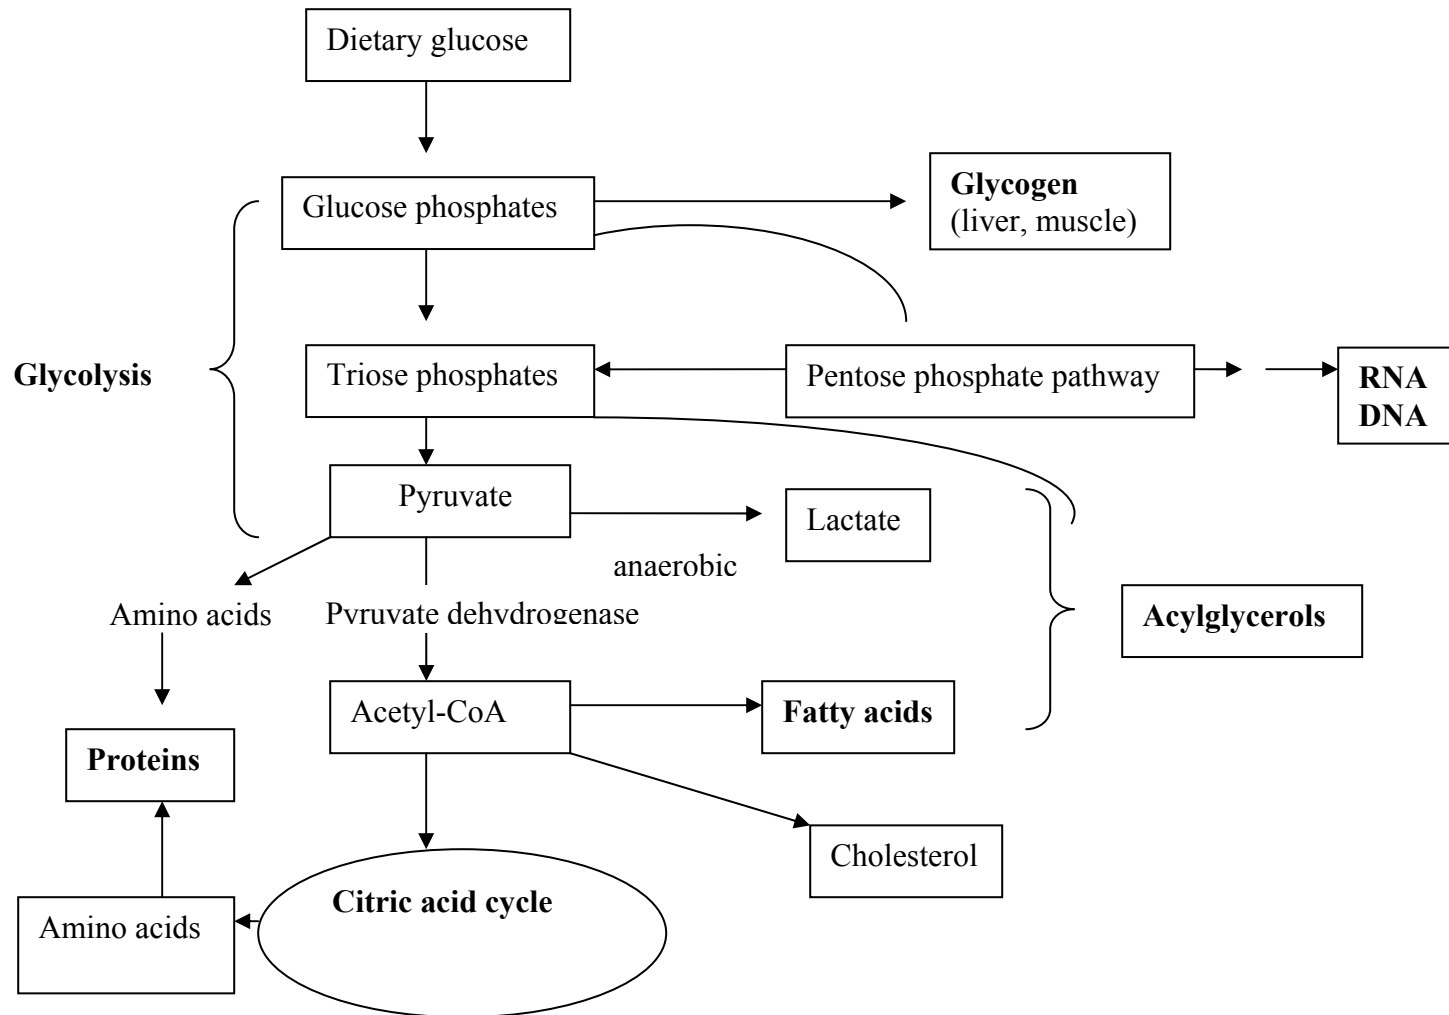 Dietary glucose
Glycogen
(liver, muscle)
Glucose phosphates
Glycolysis
Triose phosphates
Pentose phosphate pathway
RNA
DNA
Pyruvate
Lactate
anaerobic
Amino acids
Pyruvate dehydrogenase
Acylglycerols
Acetyl-CoA
Fatty acids
Proteins
Cholesterol
Citric acid cycle
Amino acids